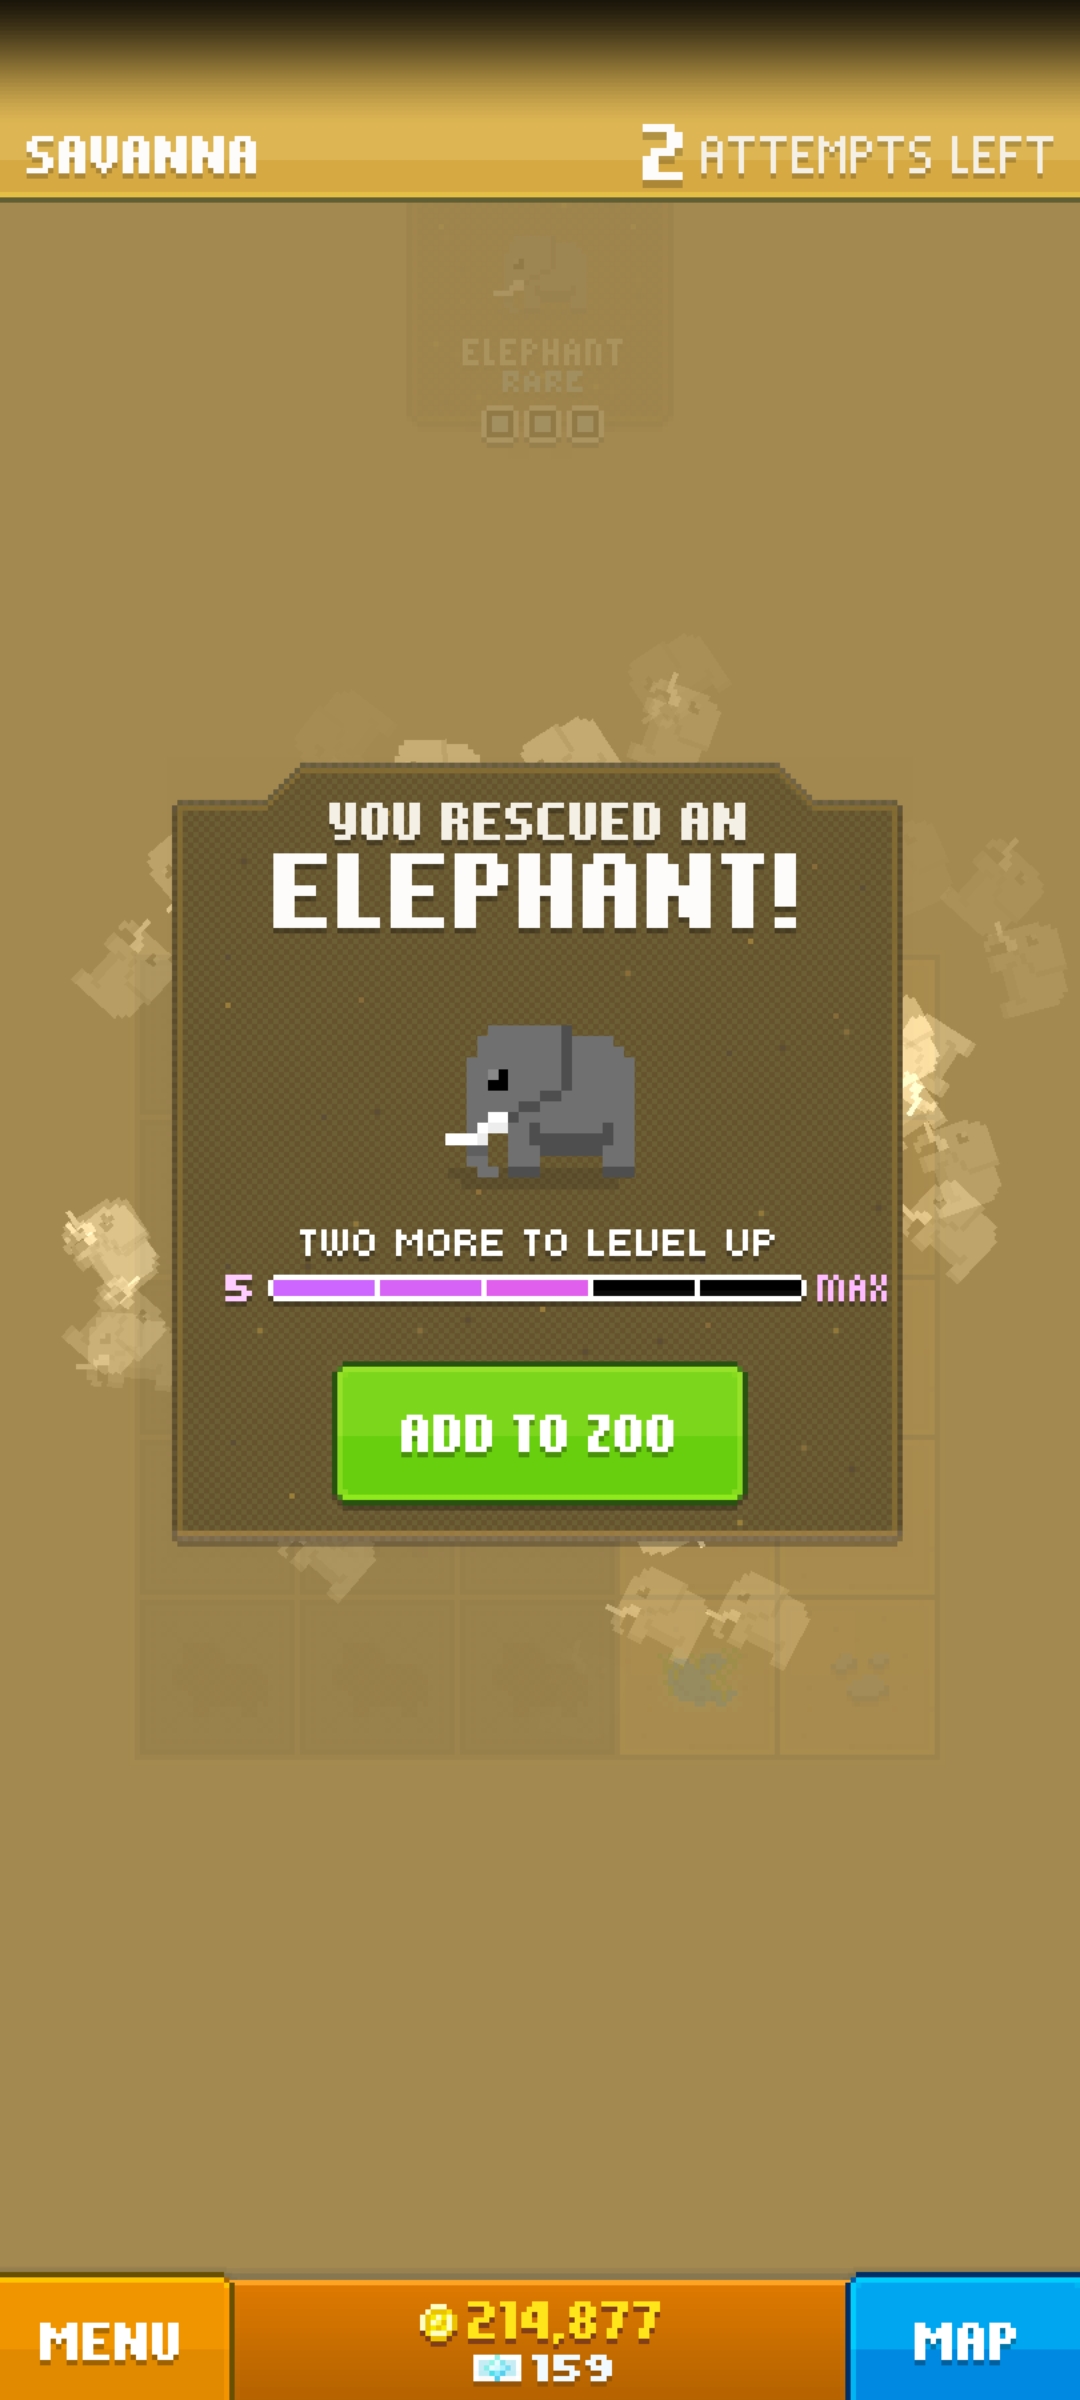 SAVANNA
2 ATTEMPTS LEFT
ELEPHANT
RARE
YOU RESCUED AN
ELEPHANT!
TWO MORE TO LEVEL UP
5 MAX
ADD TO ZOO
MENU
214,877
159
MAP